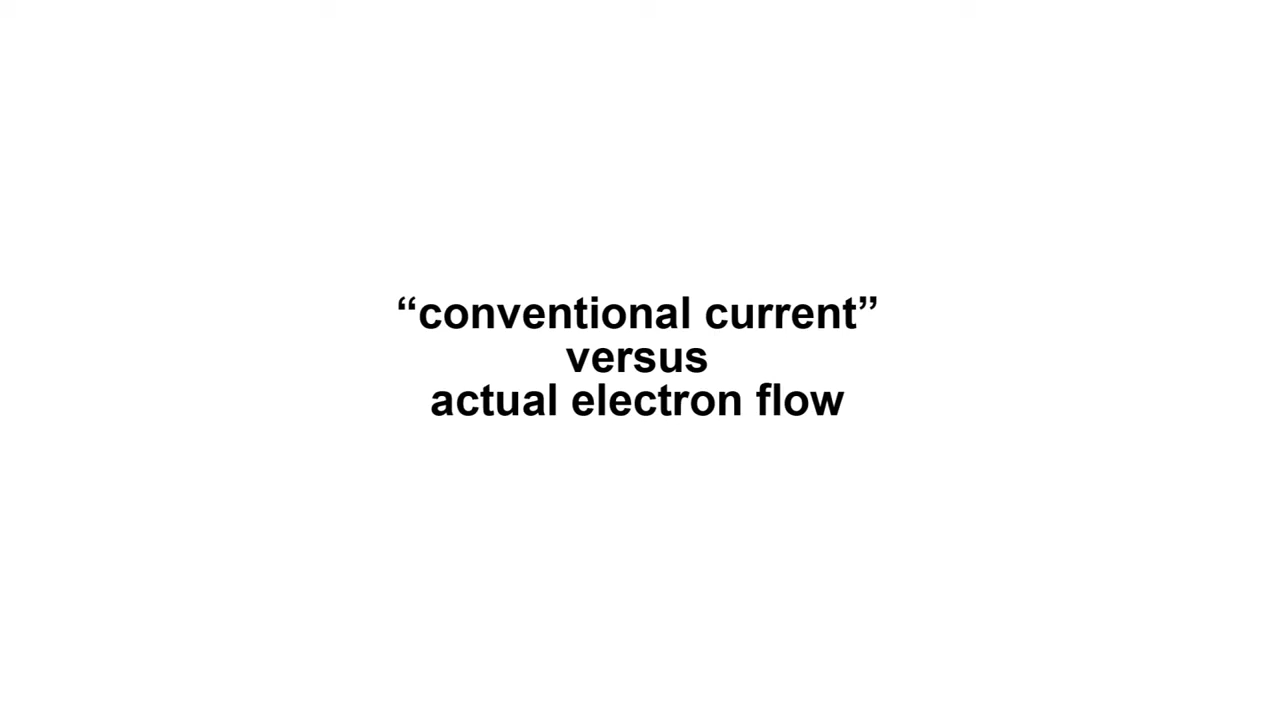 “conventional current”
versus
actual electron flow